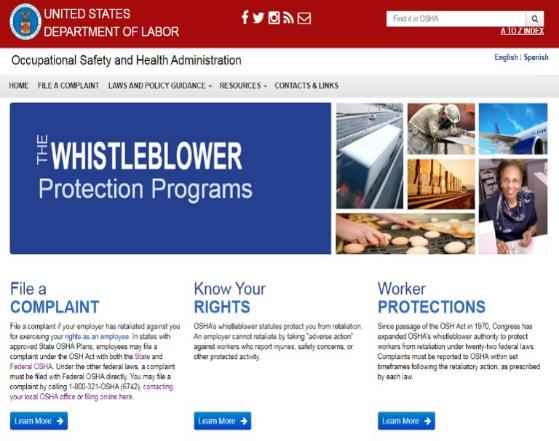 UNITED STATES
DEPARTMENT OF LABOR
Find it in OSHA
A TO Z INDEX
Occupational Safety and Health Administration
English | Spanish
HOME FILE A COMPLAINT LAWS AND POLICY GUIDANCE RESOURCES CONTACTS & LINKS
THE WHISTLEBLOWER
Protection Programs
File a
COMPLAINT
File a complaint if your employer has retaliated against you
for exercising your rights as an employee. In states with
approved State OSHA Plans, employees may file a
complaint under the OSH Act with both the State and
Federal OSHA. Under the other federal laws, a complaint
must be filed with Federal OSHA directly. You may file a
complaint by calling 1-800-321-OSHA (6742), contacting
your local OSHA office or filing online here.
Learn More
Know Your
RIGHTS
OSHA's whistleblower statutes protect you from retaliation.
An employer cannot retaliate by taking "adverse action"
against workers who report injuries, safety concerns, or
other protected activity.
Learn More
Worker
PROTECTIONS
Since passage of the OSH Act in 1970, Congress has
expanded OSHA's whistleblower authority to protect
workers from retaliation under twenty-two federal laws.
Complaints must be reported to OSHA within set
timeframes following the retaliatory action, as prescribed
by each law.
Learn More